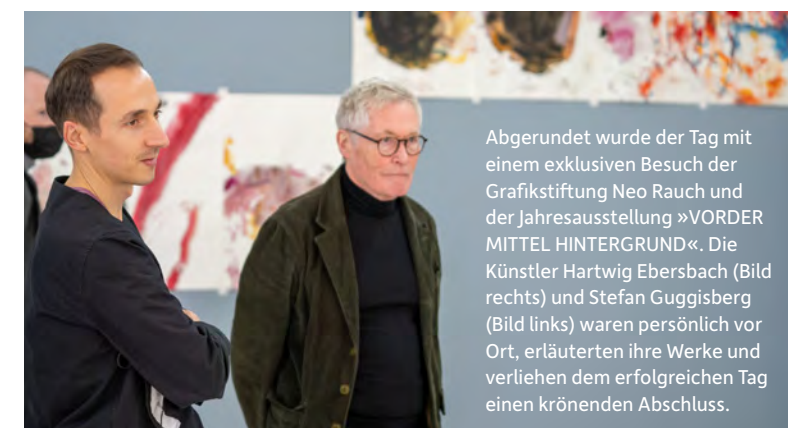 Abgerundet wurde der Tag mit
einem exklusiven Besuch der
Grafikstiftung Neo Rauch und
der Jahresausstellung »VORDER
MITTEL HINTERGRUND«. Die
Künstler Hartwig Ebersbach (Bild
rechts) und Stefan Guggisberg
(Bild links) waren persönlich vor
Ort, erläuterten ihre Werke und
verliehen dem erfolgreichen Tag
einen krönenden Abschluss.